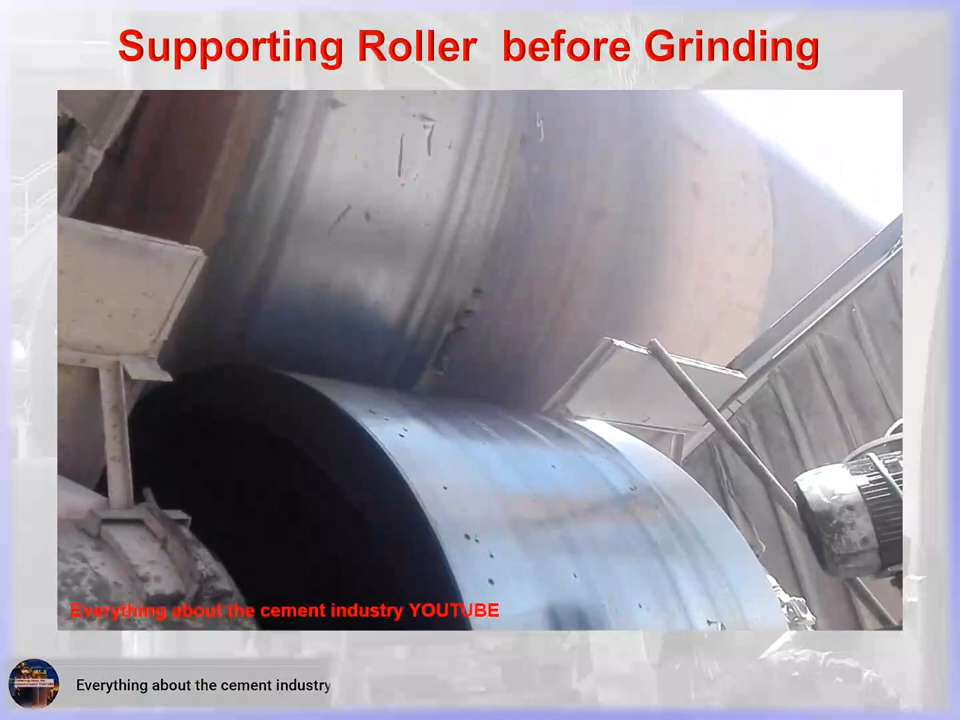 Supporting Roller before Grinding
Everything about the cement industry YOUTUBE
Everything about the cement industry